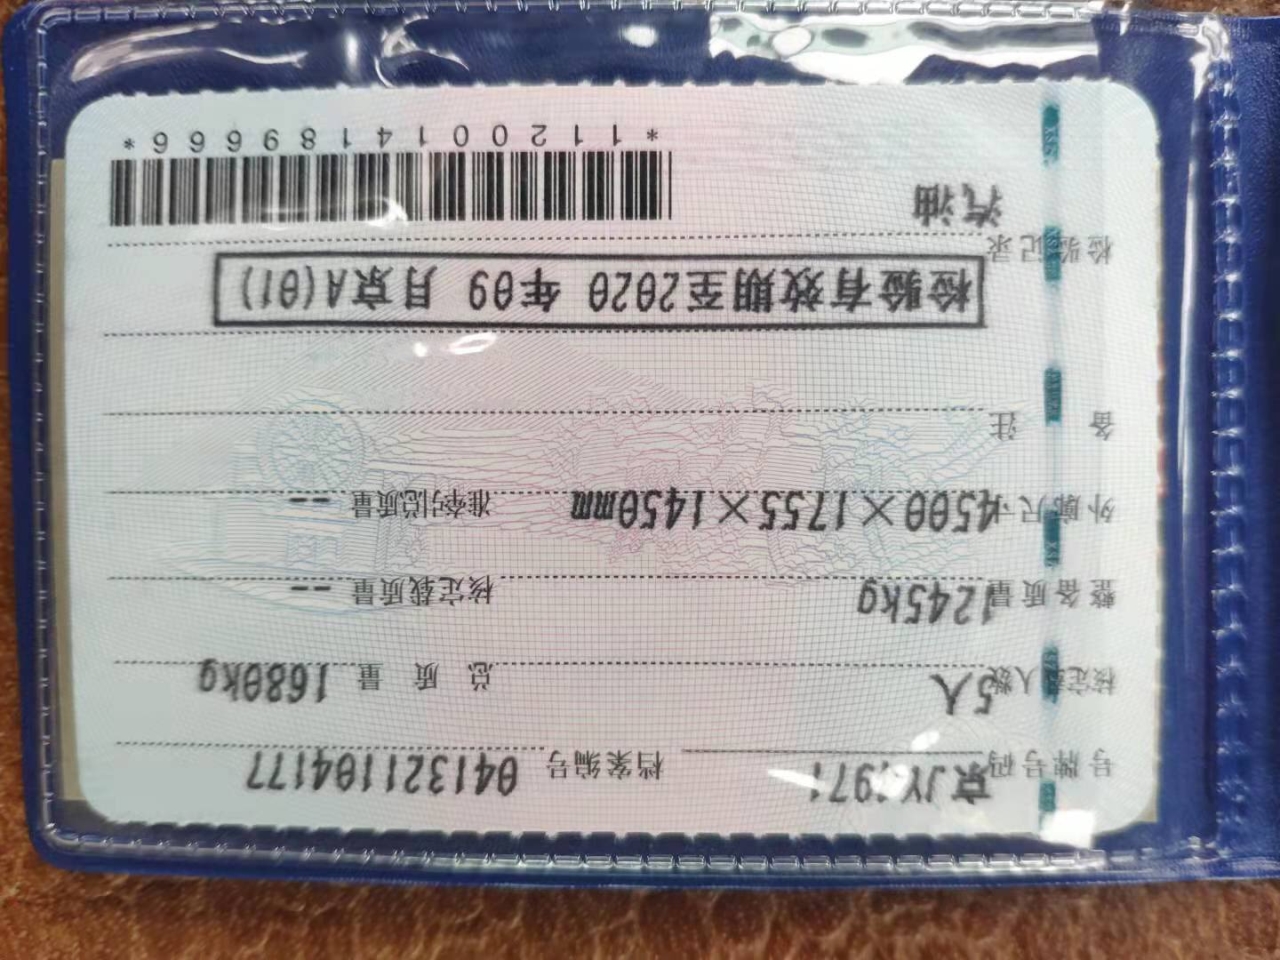 号牌号码 档案编号 041321104177
核定载人数 5人 总质量 1680kg
整备质量 1245kg 核定载质量 --
外廓尺寸 4500×1755×1450mm 准牵引总质量 --
备注
检验有效期至2020年09月京A(01)
检验记录
汽油
*1120014189666*